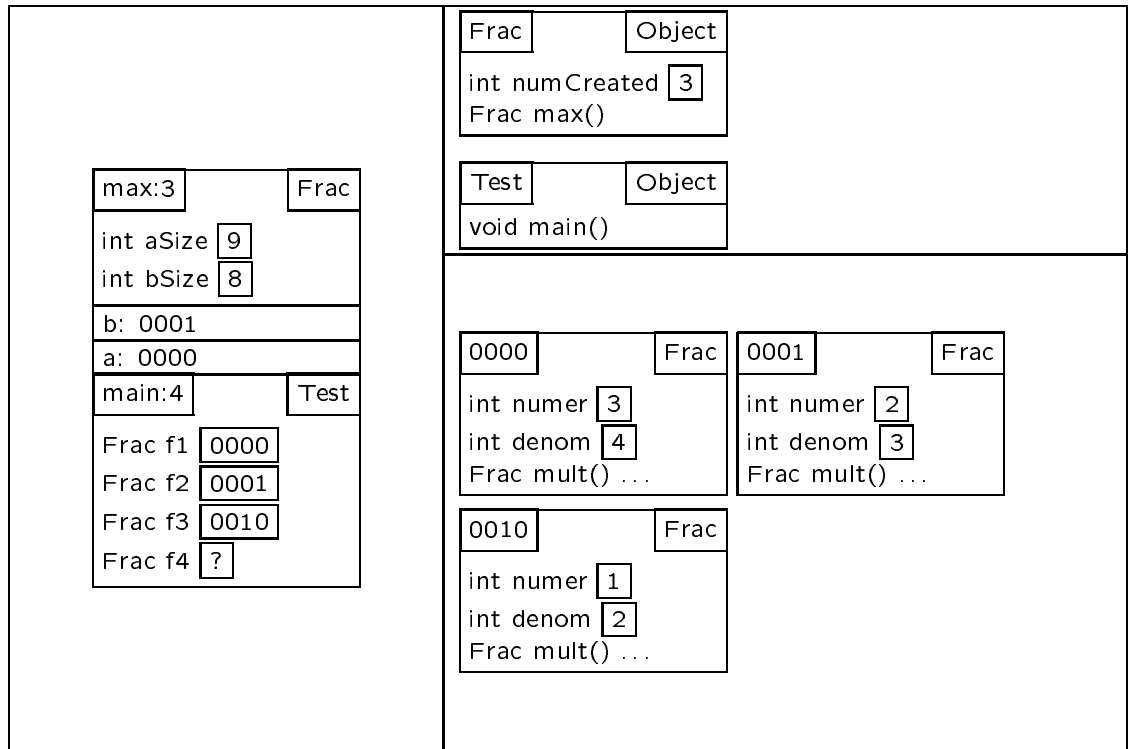 max:3 Frac
int aSize 9
int bSize 8
b: 0001
a: 0000
main:4 Test
Frac f1 0000
Frac f2 0001
Frac f3 0010
Frac f4 ?
Frac Object
int numCreated 3
Frac max()
Test Object
void main()
0000 Frac
int numer 3
int denom 4
Frac mult() ...
0001 Frac
int numer 2
int denom 3
Frac mult() ...
0010 Frac
int numer 1
int denom 2
Frac mult() ...